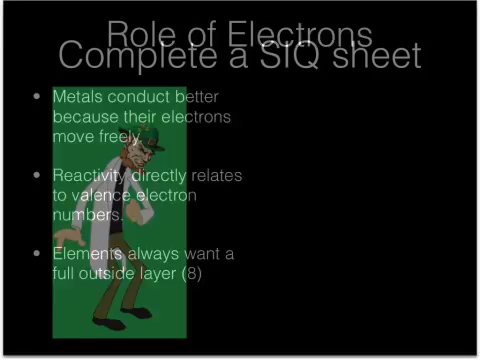 Role of Electrons
Complete a SIQ sheet
• Metals conduct better
because their electrons
move freely
• Reactivity directly relates
to valence electron
numbers.
• Elements always want a
full outside layer (8)